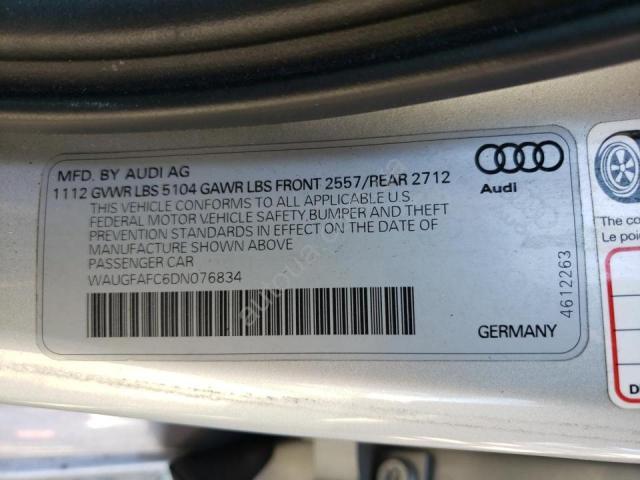 MFD. BY AUDI AG
1112 GVWR LBS 5104 GAWR LBS FRONT 2557/REAR 2712
THIS VEHICLE CONFORMS TO ALL APPLICABLE U.S.
FEDERAL MOTOR VEHICLE SAFETY,BUMPER AND THEFT
PREVENTION STANDARDS IN EFFECT ON THE DATE OF
MANUFACTURE SHOWN ABOVE
PASSENGER CAR
WAUGFAFC6DN076834
Audi
4612263
GERMANY
The co
Le poi
D